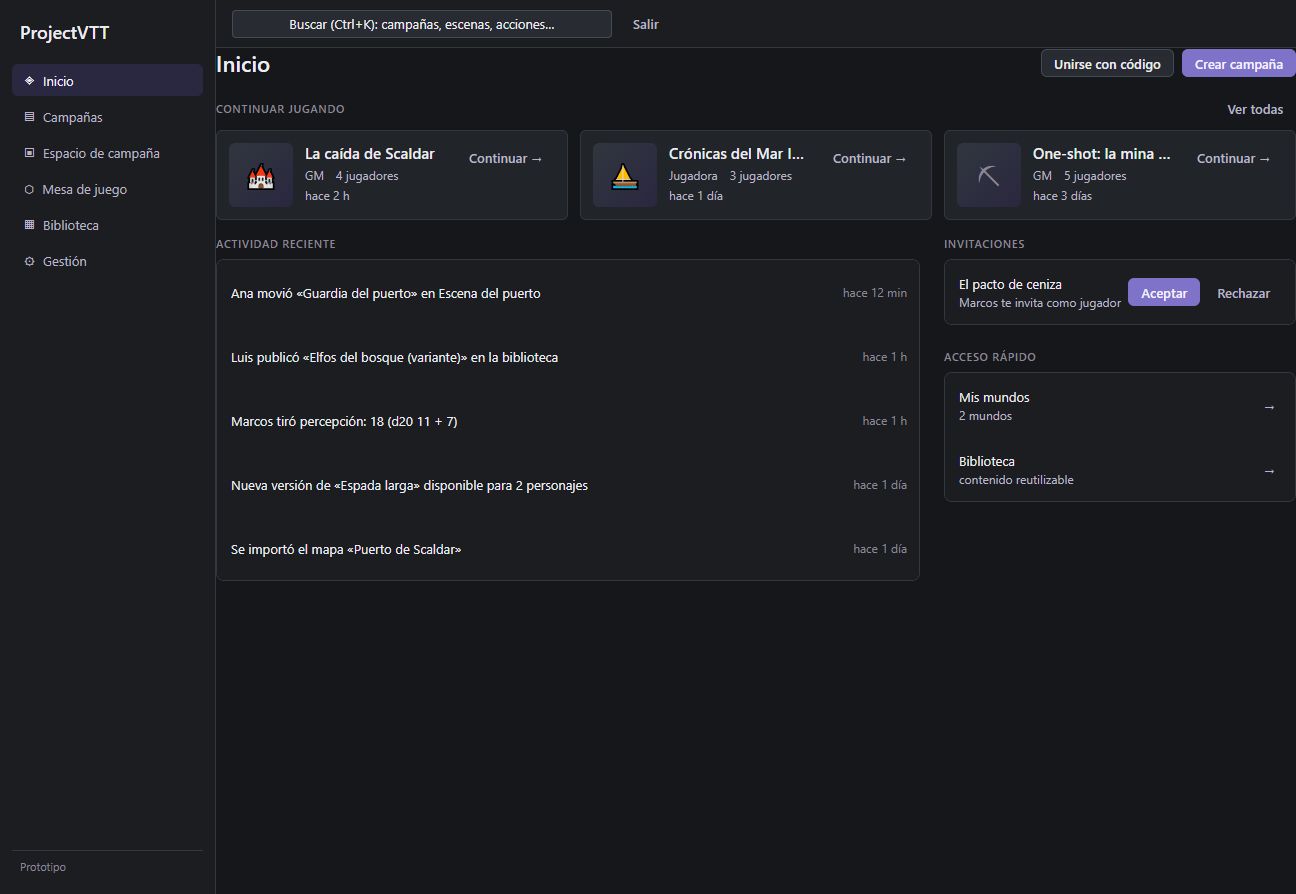 ProjectVTT
Inicio
Campañas
Espacio de campaña
Mesa de juego
Biblioteca
Gestión
Prototipo
Buscar (Ctrl+K): campañas, escenas, acciones...
Salir
Inicio
Unirse con código
Crear campaña
CONTINUAR JUGANDO
Ver todas
La caída de Scaldar
GM 4 jugadores
hace 2 h
Continuar →
Crónicas del Mar I...
Jugadora 3 jugadores
hace 1 día
Continuar →
One-shot: la mina ...
GM 5 jugadores
hace 3 días
Continuar →
ACTIVIDAD RECIENTE
Ana movió «Guardia del puerto» en Escena del puerto
hace 12 min
Luis publicó «Elfos del bosque (variante)» en la biblioteca
hace 1 h
Marcos tiró percepción: 18 (d20 11 + 7)
hace 1 h
Nueva versión de «Espada larga» disponible para 2 personajes
hace 1 día
Se importó el mapa «Puerto de Scaldar»
hace 1 día
INVITACIONES
El pacto de ceniza
Marcos te invita como jugador
Aceptar
Rechazar
ACCESO RÁPIDO
Mis mundos
2 mundos
→
Biblioteca
contenido reutilizable
→